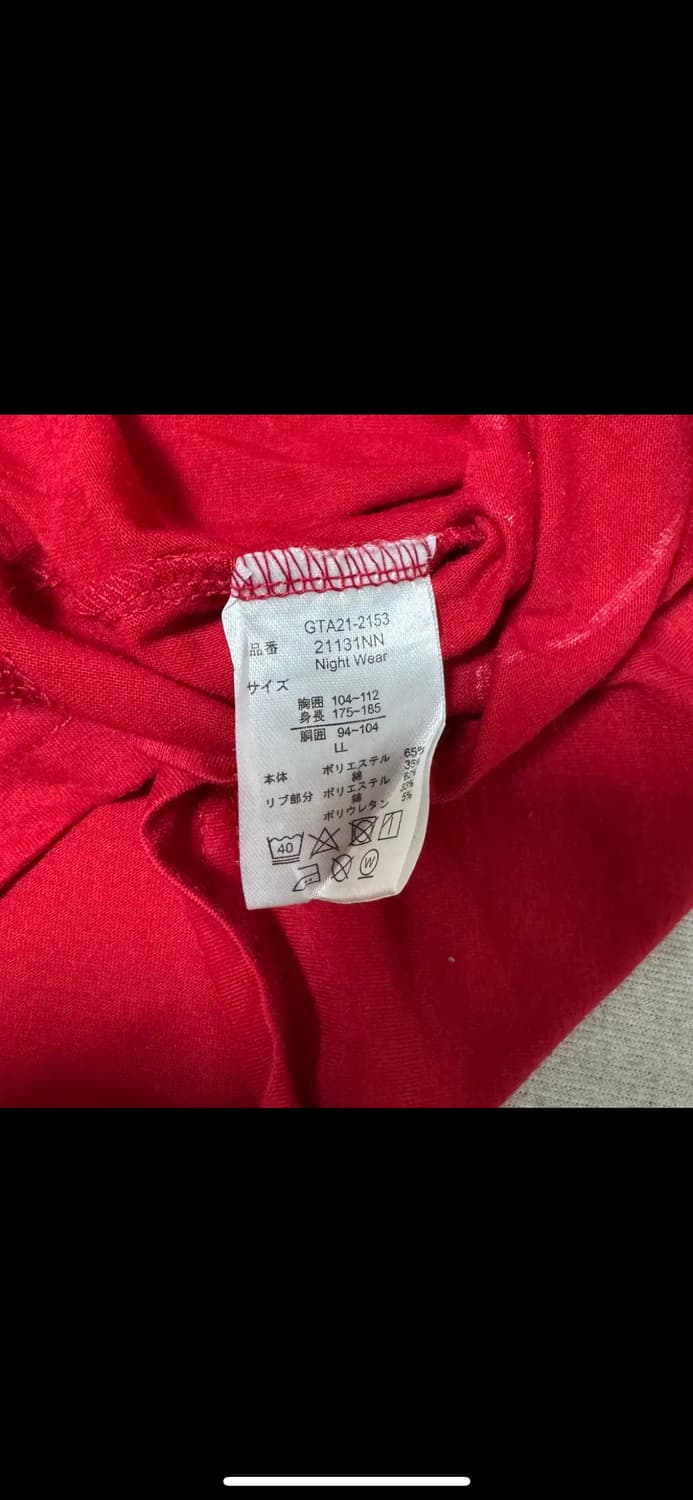 GTA21-2153
品番 21131NN
Night Wear
サイズ
胸囲 104~112
身長 175~185
胴囲 94~104
LL
本体 ポリエステル 65%
綿 35%
リブ部分 ポリエステル
綿
ポリウレタン 5%
40
W